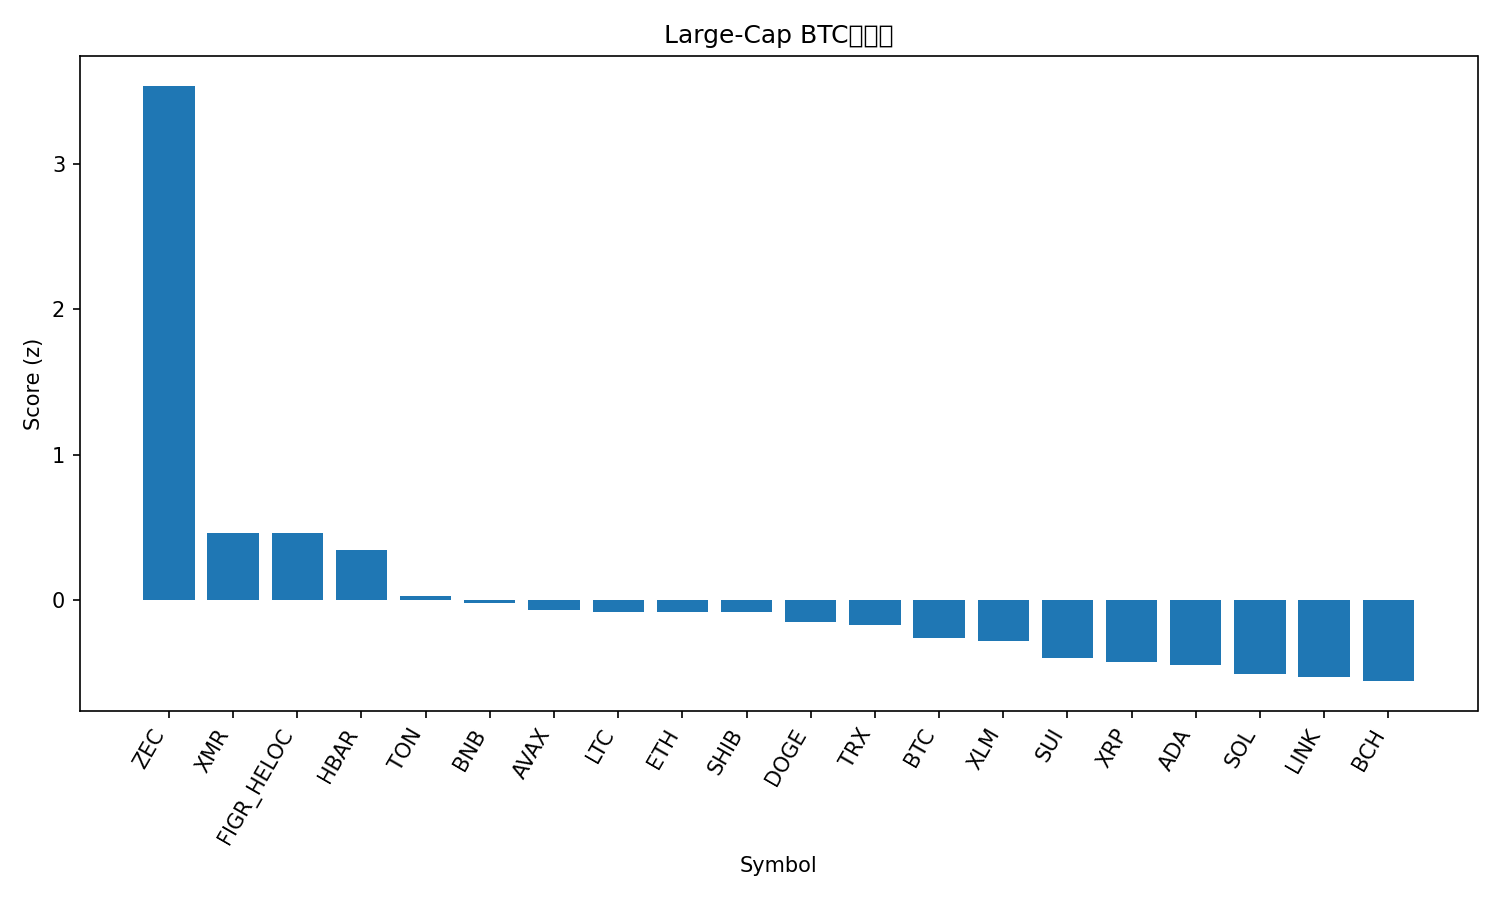 Large-Cap BTC
Score (z)
3
2
1
0
ZEC
XMR
FIGR_HELOC
HBAR
TON
BNB
AVAX
LTC
ETH
SHIB
DOGE
TRX
BTC
XLM
SUI
XRP
ADA
SOL
LINK
BCH
Symbol